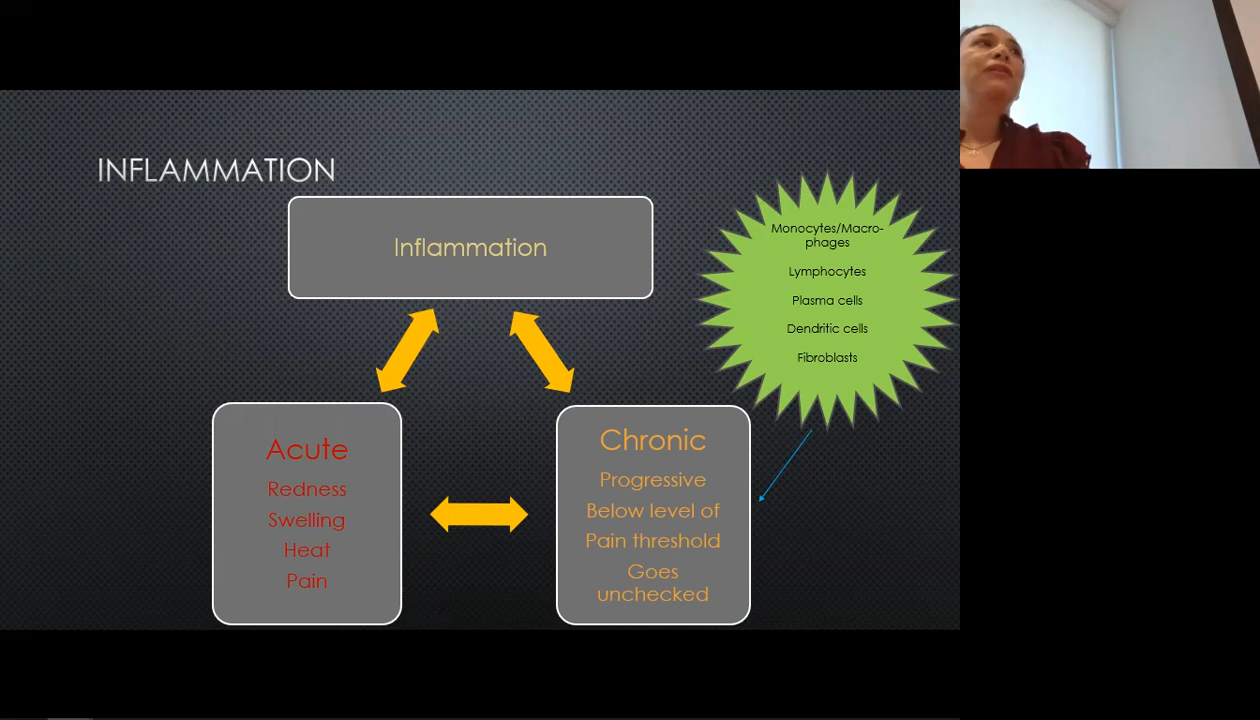 INFLAMMATION
Inflammation
Monocytes/Macro-
phages
Lymphocytes
Plasma cells
Dendritic cells
Fibroblasts
Acute
Redness
Swelling
Heat
Pain
Chronic
Progressive
Below level of
Pain threshold
Goes
unchecked